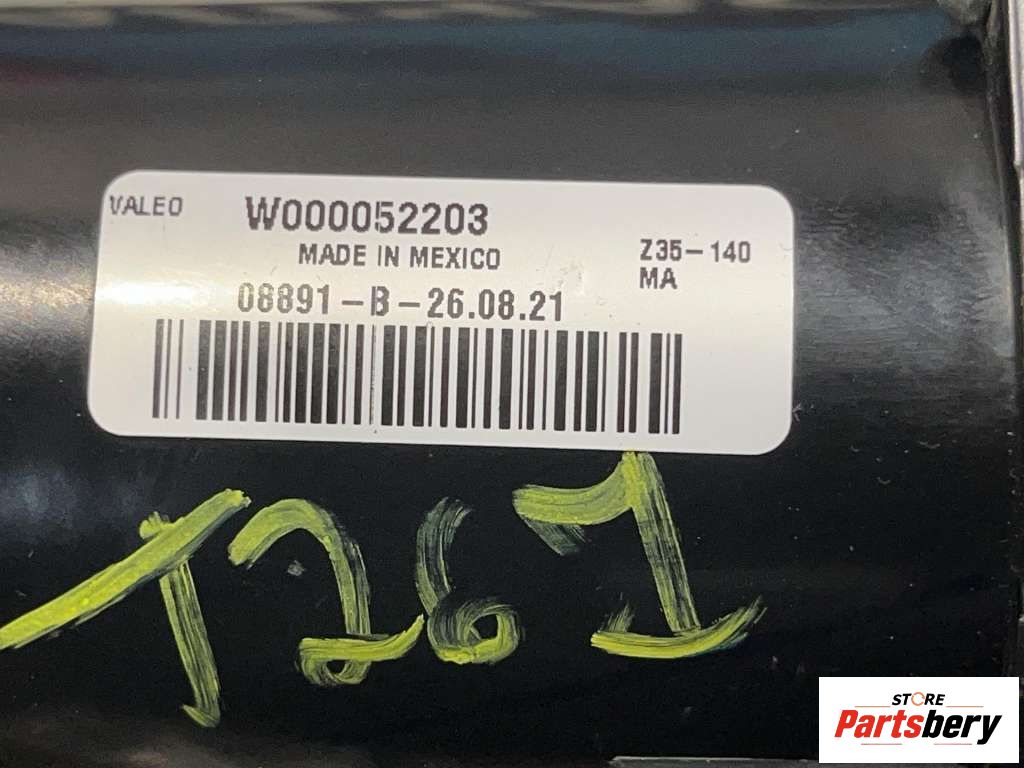 VALEO
W000052203
MADE IN MEXICO
Z35-140
MA
08891-B-26.08.21
1261
STORE
Partsbery